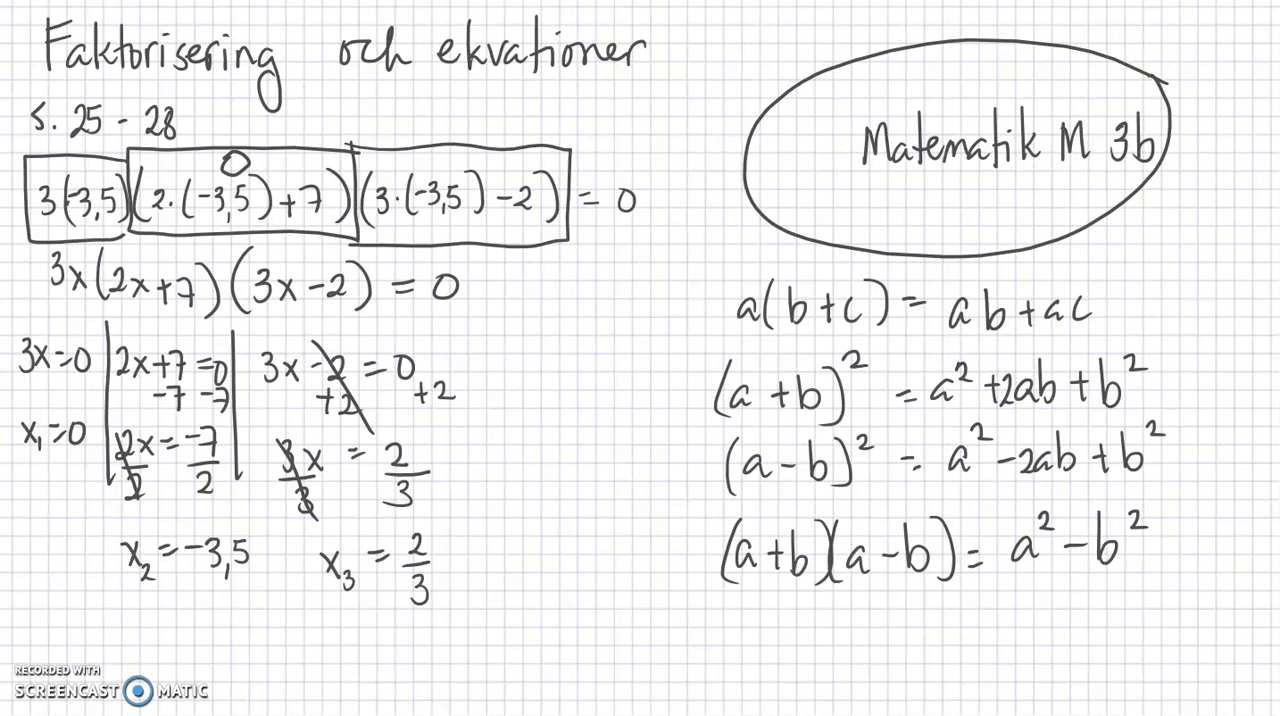 Faktorisering och ekvationer
s. 25 - 28
0
3(-3,5)(2·(-3,5)+7)(3·(-3,5)-2) = 0
3x(2x+7)(3x-2) = 0
3x=0
x₁=0
2x+7=0
-7 -7
2x/2 = -7/2
x₂ = -3,5
3x-2 = 0
+2 +2
3x/3 = 2/3
x₃ = 2/3
Matematik M 3b
a(b+c) = ab+ac
(a+b)² = a²+2ab+b²
(a-b)² = a²-2ab+b²
(a+b)(a-b) = a²-b²
RECORDED WITH
SCREENCAST MATIC